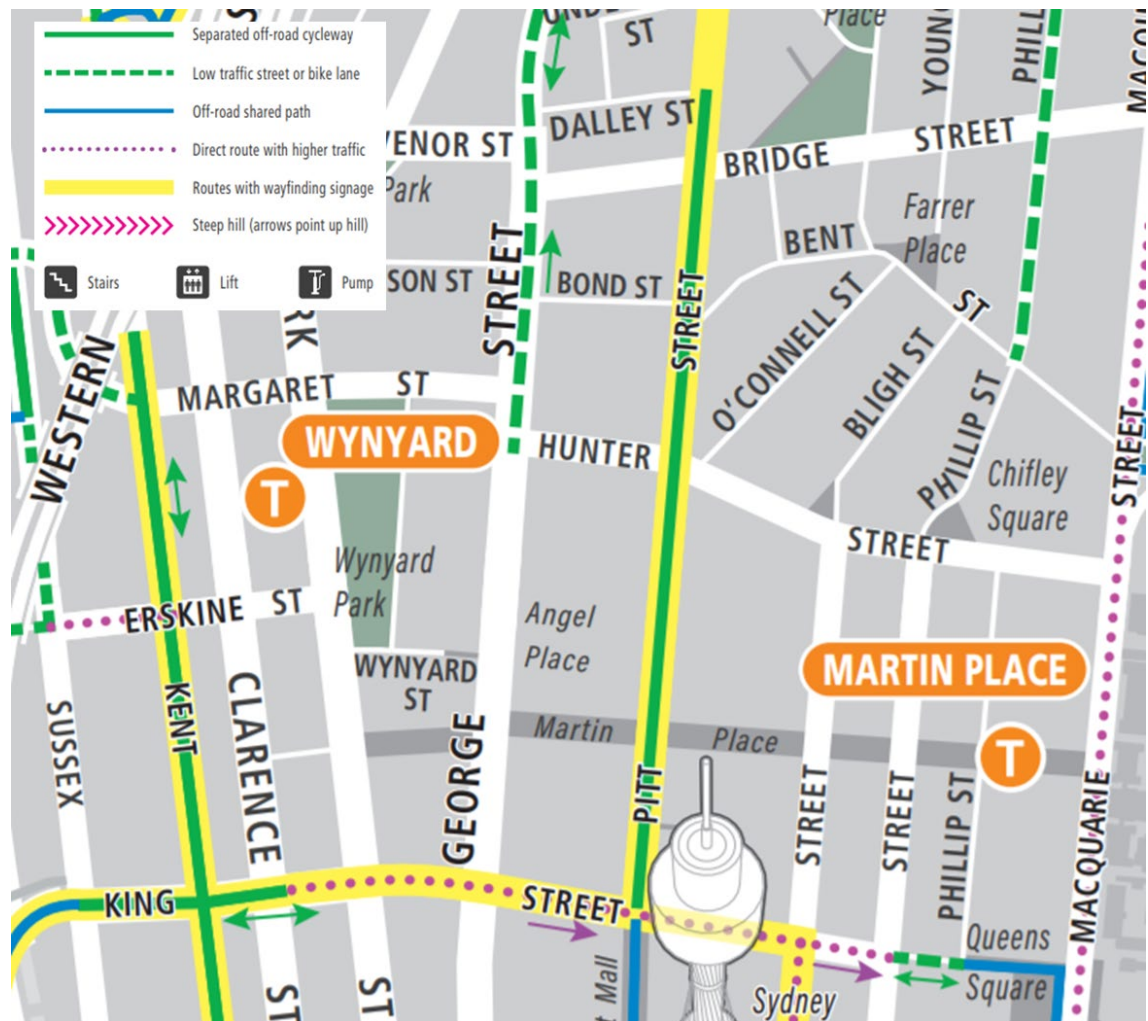 Separated off-road cycleway
Low traffic street or bike lane
Off-road shared path
Direct route with higher traffic
Routes with wayfinding signage
Steep hill (arrows point up hill)
Stairs
Lift
Pump
ST
Place
YOUNG
PHILL
DALLEY ST
VENOR ST
Park
BRIDGE
STREET
Farrer
Place
BENT
ST
SON ST
STREET
BOND ST
STREET
O'CONNELL ST
BLIGH ST
PHILLIP ST
Chifley
Square
STREET
WESTERN
MARGARET ST
WYNYARD
T
HUNTER
STREET
Wynyard
Park
ERSKINE ST
Angel
Place
WYNYARD
ST
MARTIN PLACE
T
Martin Place
SUSSEX
KENT
CLARENCE
GEORGE
PITT
STREET
STREET
PHILLIP ST
MACQUARIE
KING
STREET
Queens
Square
Mall
Sydney
ST
ST